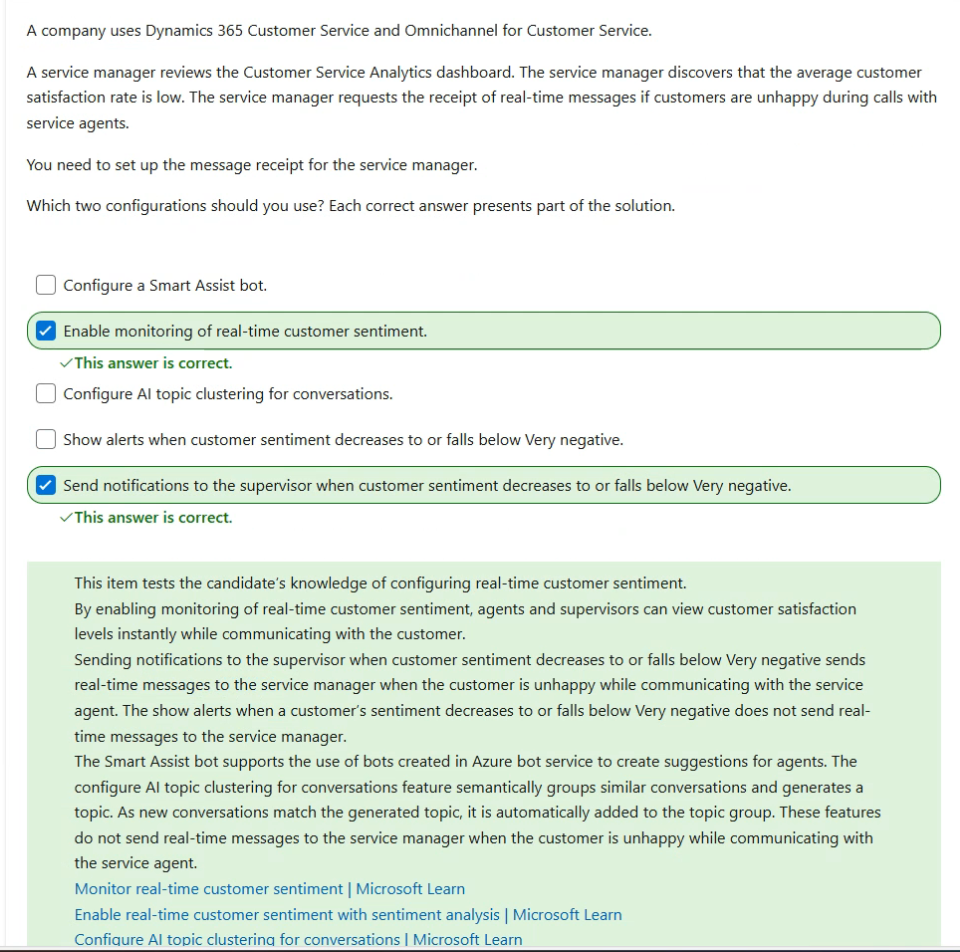 A company uses Dynamics 365 Customer Service and Omnichannel for Customer Service.
A service manager reviews the Customer Service Analytics dashboard. The service manager discovers that the average customer
satisfaction rate is low. The service manager requests the receipt of real-time messages if customers are unhappy during calls with
service agents.
You need to set up the message receipt for the service manager.
Which two configurations should you use? Each correct answer presents part of the solution.
Configure a Smart Assist bot.
Enable monitoring of real-time customer sentiment.
This answer is correct.
Configure AI topic clustering for conversations.
Show alerts when customer sentiment decreases to or falls below Very negative.
Send notifications to the supervisor when customer sentiment decreases to or falls below Very negative.
This answer is correct.
This item tests the candidate's knowledge of configuring real-time customer sentiment.
By enabling monitoring of real-time customer sentiment, agents and supervisors can view customer satisfaction
levels instantly while communicating with the customer.
Sending notifications to the supervisor when customer sentiment decreases to or falls below Very negative sends
real-time messages to the service manager when the customer is unhappy while communicating with the service
agent. The show alerts when a customer's sentiment decreases to or falls below Very negative does not send real-
time messages to the service manager.
The Smart Assist bot supports the use of bots created in Azure bot service to create suggestions for agents. The
configure AI topic clustering for conversations feature semantically groups similar conversations and generates a
topic. As new conversations match the generated topic, it is automatically added to the topic group. These features
do not send real-time messages to the service manager when the customer is unhappy while communicating with
the service agent.
Monitor real-time customer sentiment | Microsoft Learn
Enable real-time customer sentiment with sentiment analysis | Microsoft Learn
Configure AI topic clustering for conversations | Microsoft Learn